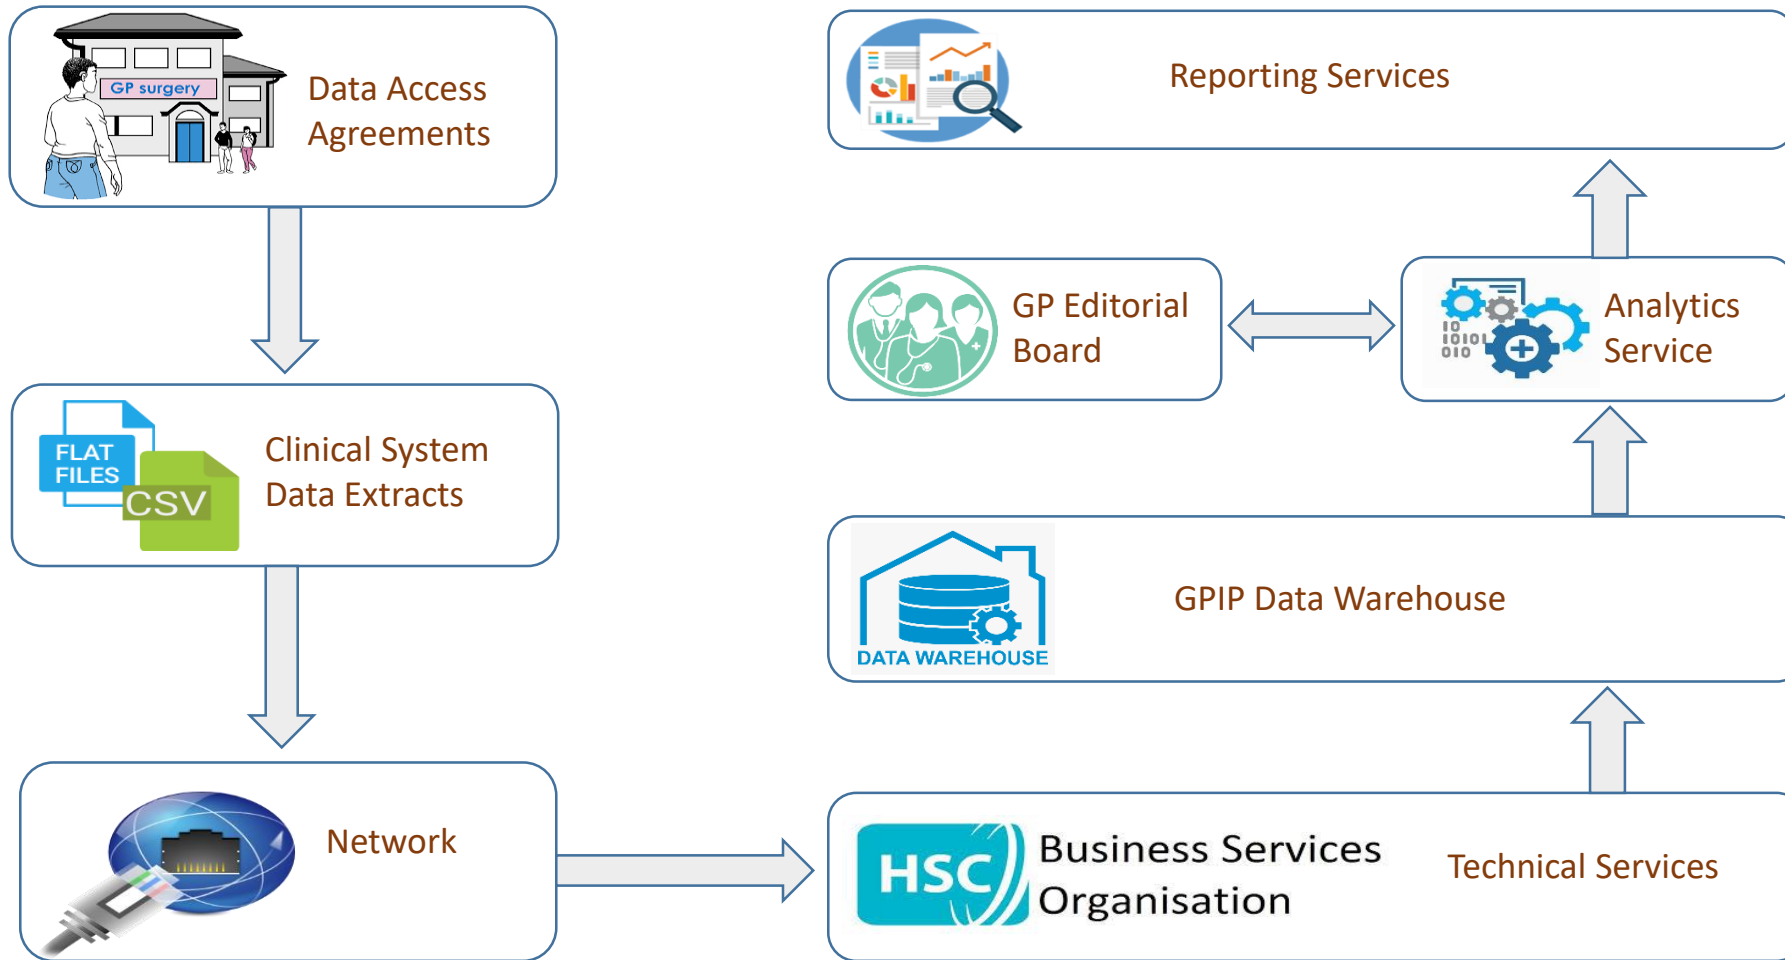 GP surgery
Data Access
Agreements
FLAT
FILES
CSV
Clinical System
Data Extracts
Network
Reporting Services
GP Editorial
Board
10
10101
010
Analytics
Service
DATA WAREHOUSE
GPIP Data Warehouse
HSC
Business Services
Organisation
Technical Services